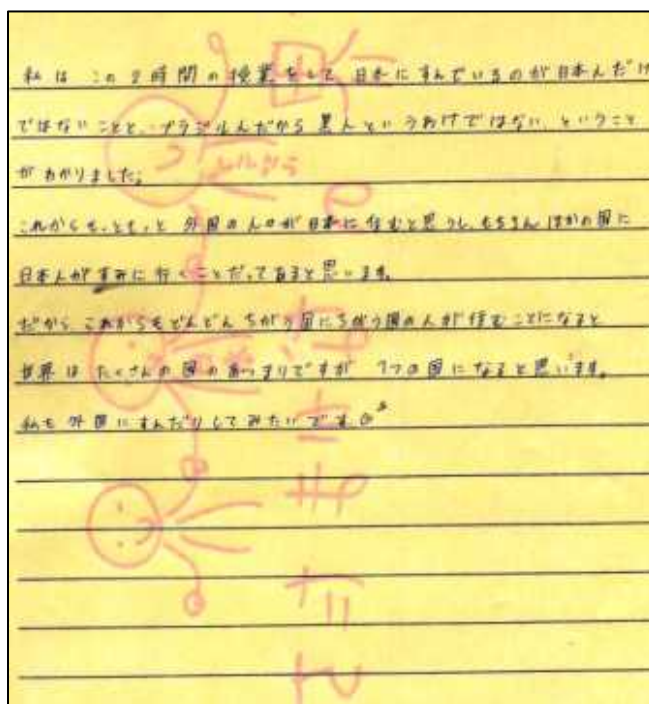 私は この2時間の授業をして 日本にすんでいるのが日本人だけ
ではないことと、ブラジル人だから 黒人というわけではない、ということ
がわかりました。
これからもっともっと 外国の人のが日本に住むと思うし、もちろんほかの国に
日本人がすみに行くことだってあると思います。
だから これからもどんどん ちがう国にちがう国の人が住むことになると
世界は たくさんの国のあつまりですが 1つの国になると思います。
私も外国にすんだりしてみたいです。